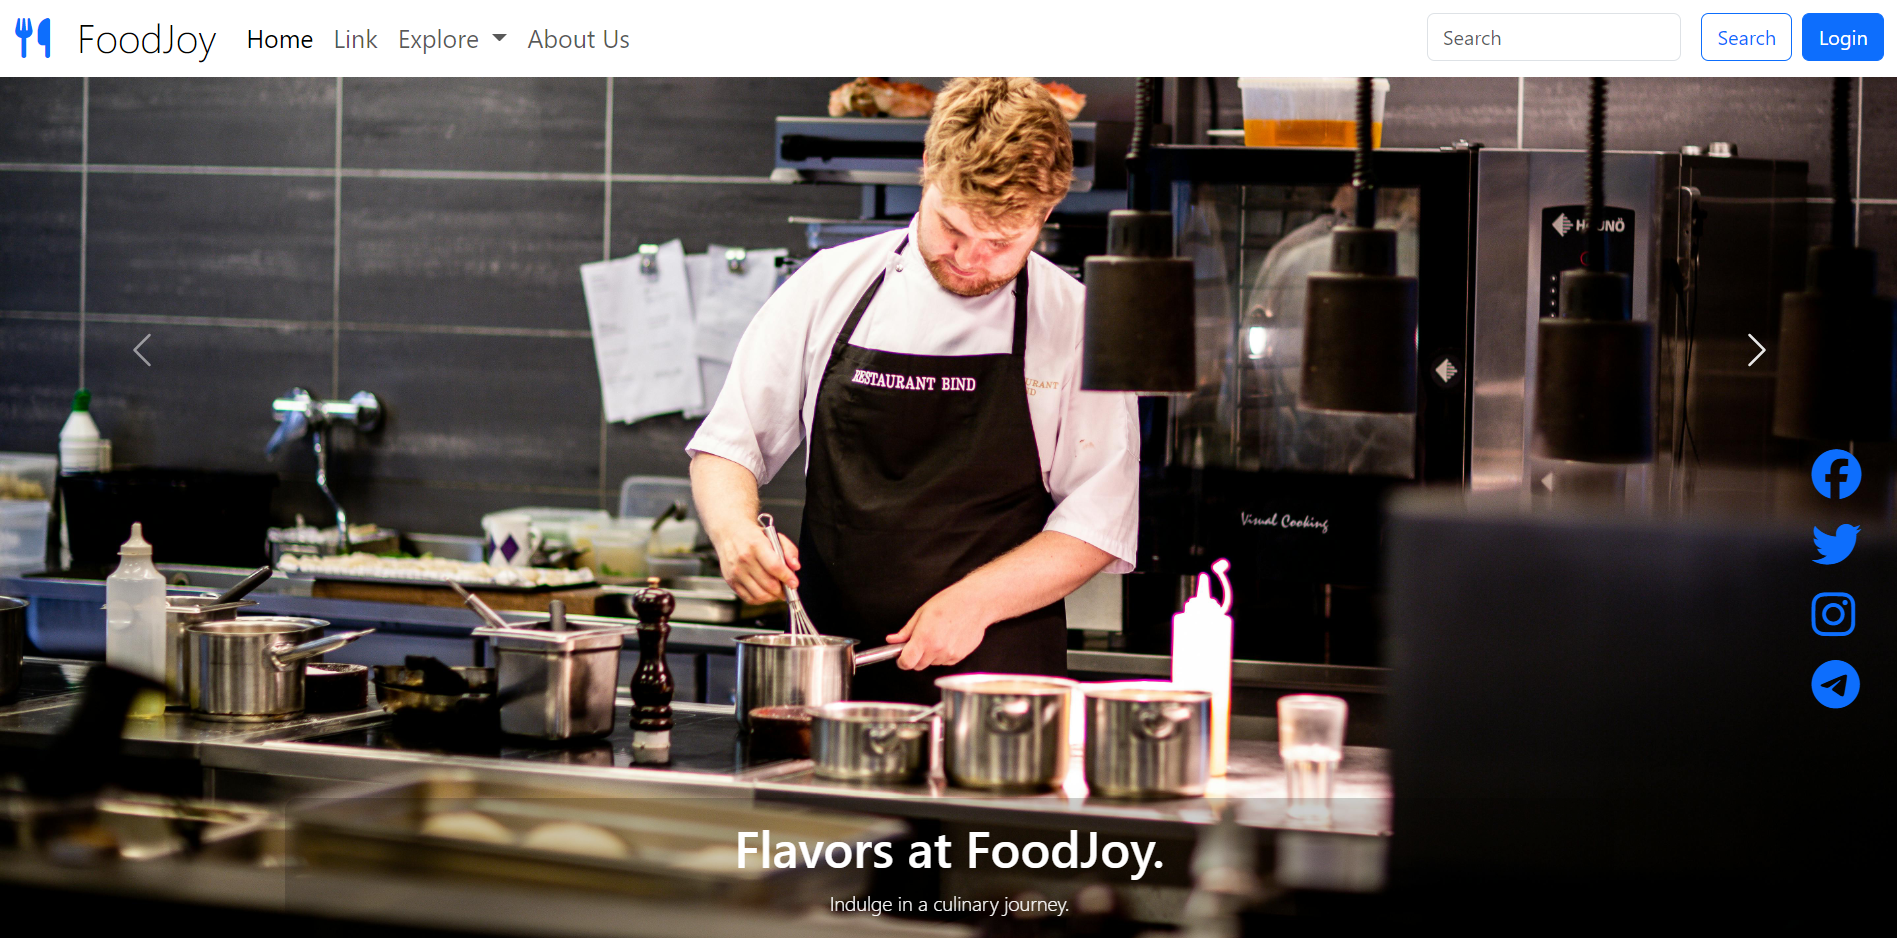 FoodJoy Home Link Explore About Us Search Search Login
HOUNÖ
RESTAURANT BIND
Visual Cooking
Flavors at FoodJoy.
Indulge in a culinary journey.